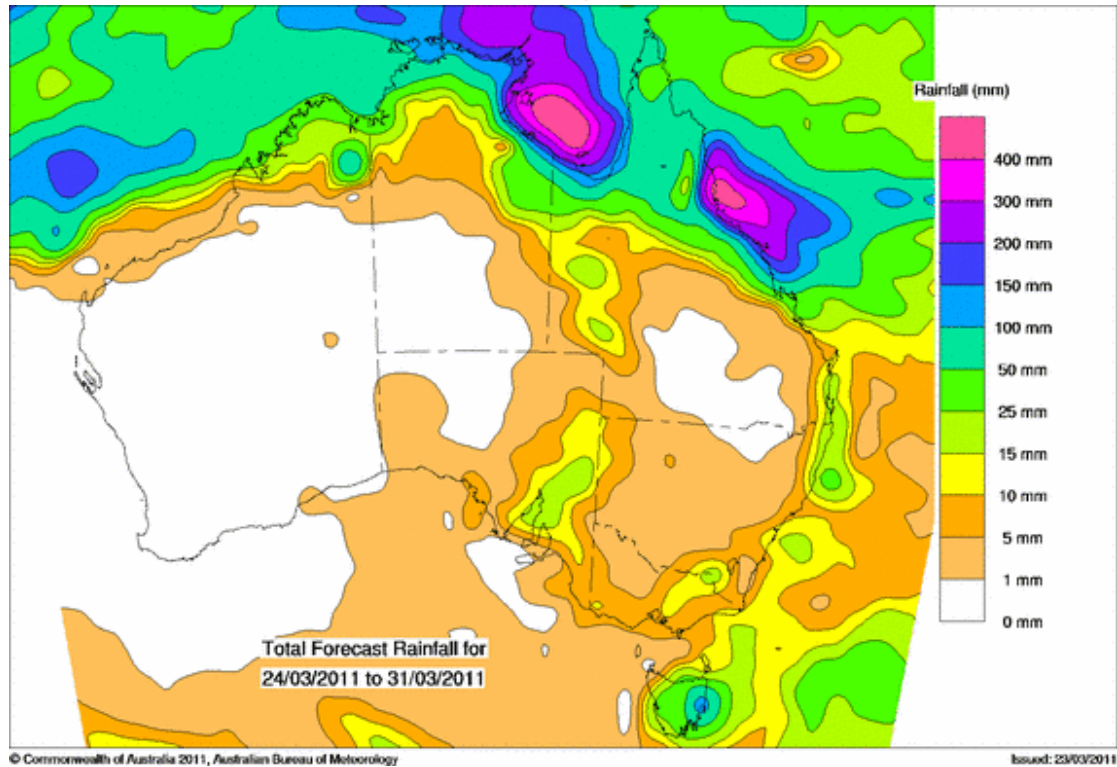 Rainfall (mm)
400 mm
300 mm
200 mm
150 mm
100 mm
50 mm
25 mm
15 mm
10 mm
5 mm
1 mm
0 mm
Total Forecast Rainfall for
24/03/2011 to 31/03/2011
© Commonwealth of Australia 2011, Australian Bureau of Meteorology
Issued: 23/03/2011